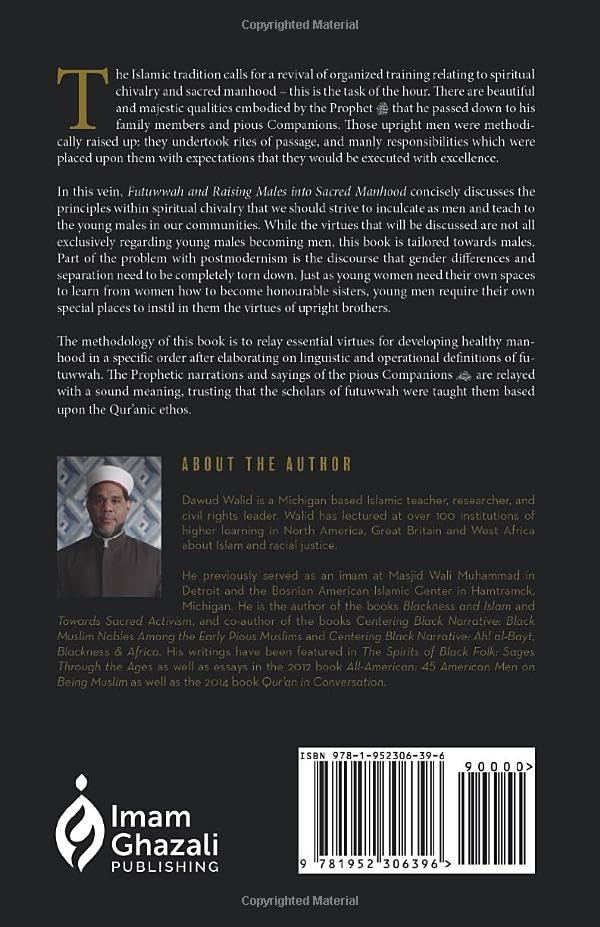 Copyrighted Material
The Islamic tradition calls for a revival of organized training relating to spiritual
chivalry and sacred manhood – this is the task of the hour. There are beautiful
and majestic qualities embodied by the Prophet ﷺ that he passed down to his
family members and pious Companions. Those upright men were methodi-
cally raised up: they undertook rites of passage, and manly responsibilities which were
placed upon them with expectations that they would be executed with excellence.
In this vein, Futuwwah and Raising Males into Sacred Manhood concisely discusses the
principles within spiritual chivalry that we should strive to inculcate as men and teach to
the young males in our communities. While the virtues that will be discussed are not all
exclusively regarding young males becoming men, this book is tailored towards males.
Part of the problem with postmodernism is the discourse that gender differences and
separation need to be completely torn down. Just as young women need their own spaces
to learn from women how to become honourable sisters, young men require their own
special places to instil in them the virtues of upright brothers.
The methodology of this book is to relay essential virtues for developing healthy man-
hood in a specific order after elaborating on linguistic and operational definitions of fu-
tuwwah. The Prophetic narrations and sayings of the pious Companions are relayed
with a sound meaning, trusting that the scholars of futuwwah were taught them based
upon the Qur'anic ethos.
ABOUT THE AUTHOR
Dawud Walid is a Michigan based Islamic teacher, researcher, and
civil rights leader. Walid has lectured at over 100 institutions of
higher learning in North America, Great Britain and West Africa
about Islam and racial justice.
He previously served as an imam at Masjid Wali Muhammad in
Detroit and the Bosnian American Islamic Center in Hamtramck,
Michigan. He is the author of the books Blackness and Islam and
Towards Sacred Activism, and co-author of the books Centering Black Narrative: Black
Muslim Nobles Among the Early Pious Muslims and Centering Black Narrative: Ahl al-Bayt,
Blackness & Africa. His writings have been featured in The Spirits of Black Folk: Sages
Through the Ages as well as essays in the 2012 book All-American: 45 American Men on
Being Muslim as well as the 2014 book Qur'an in Conversation.
Imam
Ghazali
PUBLISHING
ISBN 978-1-952306-39-6
90000>
9 781952 306396>
Copyrighted Material